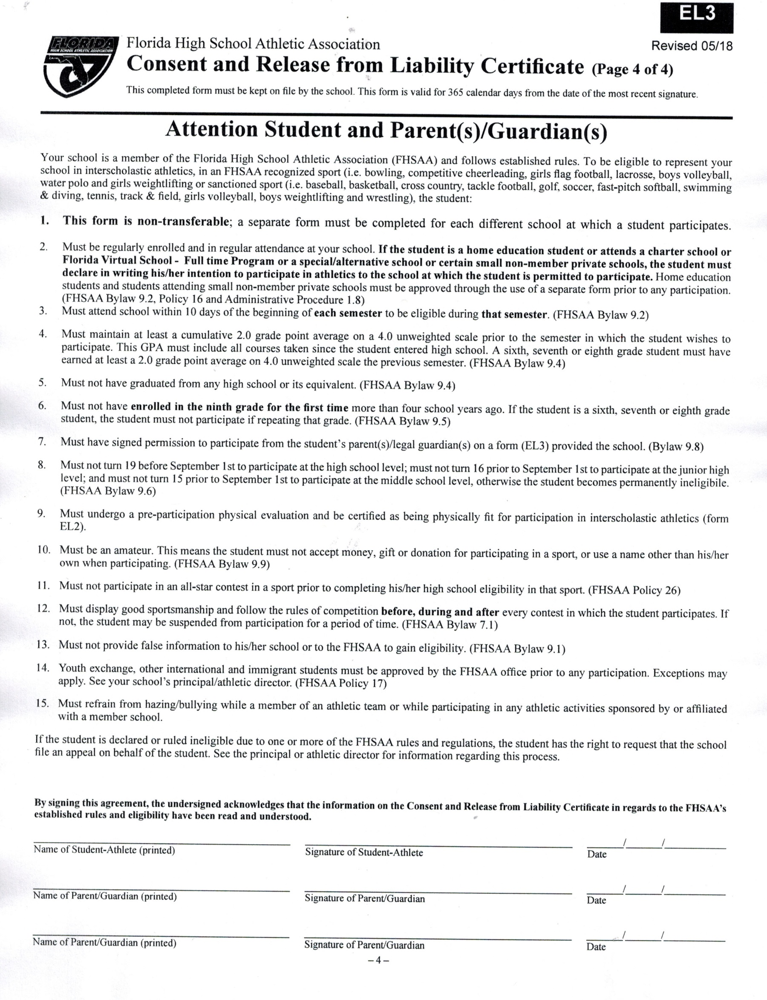 EL3
Revised 05/18
FLORIDA
HIGH SCHOOL ATHLETIC ASSOCIATION
Florida High School Athletic Association
Consent and Release from Liability Certificate (Page 4 of 4)
This completed form must be kept on file by the school. This form is valid for 365 calendar days from the date of the most recent signature.
Attention Student and Parent(s)/Guardian(s)
Your school is a member of the Florida High School Athletic Association (FHSAA) and follows established rules. To be eligible to represent your
school in interscholastic athletics, in an FHSAA recognized sport (i.e. bowling, competitive cheerleading, girls flag football, lacrosse, boys volleyball,
water polo and girls weightlifting or sanctioned sport (i.e. baseball, basketball, cross country, tackle football, golf, soccer, fast-pitch softball, swimming
& diving, tennis, track & field, girls volleyball, boys weightlifting and wrestling), the student:
1. This form is non-transferable; a separate form must be completed for each different school at which a student participates.
2. Must be regularly enrolled and in regular attendance at your school. If the student is a home education student or attends a charter school or
Florida Virtual School - Full time Program or a special/alternative school or certain small non-member private schools, the student must
declare in writing his/her intention to participate in athletics to the school at which the student is permitted to participate. Home education
students and students attending small non-member private schools must be approved through the use of a separate form prior to any participation.
(FHSAA Bylaw 9.2, Policy 16 and Administrative Procedure 1.8)
3. Must attend school within 10 days of the beginning of each semester to be eligible during that semester. (FHSAA Bylaw 9.2)
4. Must maintain at least a cumulative 2.0 grade point average on a 4.0 unweighted scale prior to the semester in which the student wishes to
participate. This GPA must include all courses taken since the student entered high school. A sixth, seventh or eighth grade student must have
earned at least a 2.0 grade point average on 4.0 unweighted scale the previous semester. (FHSAA Bylaw 9.4)
5. Must not have graduated from any high school or its equivalent. (FHSAA Bylaw 9.4)
6. Must not have enrolled in the ninth grade for the first time more than four school years ago. If the student is a sixth, seventh or eighth grade
student, the student must not participate if repeating that grade. (FHSAA Bylaw 9.5)
7. Must have signed permission to participate from the student's parent(s)/legal guardian(s) on a form (EL3) provided the school. (Bylaw 9.8)
8. Must not turn 19 before September 1st to participate at the high school level; must not turn 16 prior to September 1st to participate at the junior high
level; and must not turn 15 prior to September 1st to participate at the middle school level, otherwise the student becomes permanently ineligibile.
(FHSAA Bylaw 9.6)
9. Must undergo a pre-participation physical evaluation and be certified as being physically fit for participation in interscholastic athletics (form
EL2).
10. Must be an amateur. This means the student must not accept money, gift or donation for participating in a sport, or use a name other than his/her
own when participating. (FHSAA Bylaw 9.9)
11. Must not participate in an all-star contest in a sport prior to completing his/her high school eligibility in that sport. (FHSAA Policy 26)
12. Must display good sportsmanship and follow the rules of competition before, during and after every contest in which the student participates. If
not, the student may be suspended from participation for a period of time. (FHSAA Bylaw 7.1)
13. Must not provide false information to his/her school or to the FHSAA to gain eligibility. (FHSAA Bylaw 9.1)
14. Youth exchange, other international and immigrant students must be approved by the FHSAA office prior to any participation. Exceptions may
apply. See your school's principal/athletic director. (FHSAA Policy 17)
15. Must refrain from hazing/bullying while a member of an athletic team or while participating in any athletic activities sponsored by or affiliated
with a member school.
If the student is declared or ruled ineligible due to one or more of the FHSAA rules and regulations, the student has the right to request that the school
file an appeal on behalf of the student. See the principal or athletic director for information regarding this process.
By signing this agreement, the undersigned acknowledges that the information on the Consent and Release from Liability Certificate in regards to the FHSAA's
established rules and eligibility have been read and understood.
/ /
Name of Student-Athlete (printed) Signature of Student-Athlete Date
/ /
Name of Parent/Guardian (printed) Signature of Parent/Guardian Date
/ /
Name of Parent/Guardian (printed) Signature of Parent/Guardian Date
– 4 –